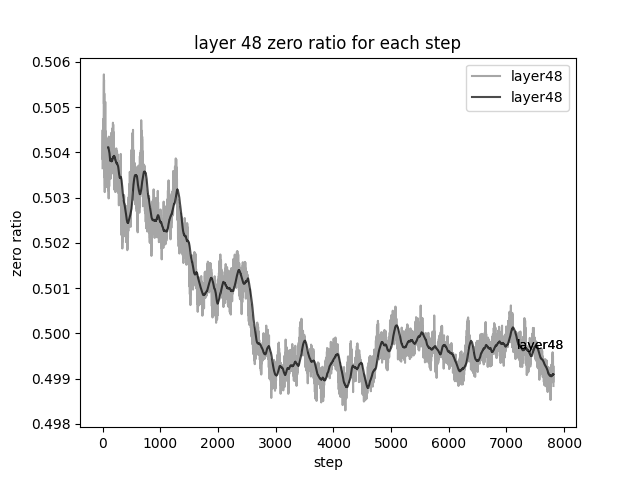 layer 48 zero ratio for each step
0.506
0.505
0.504
0.503
0.502
0.501
0.500
0.499
0.498
zero ratio
layer48
layer48
layer48
0 1000 2000 3000 4000 5000 6000 7000 8000
step